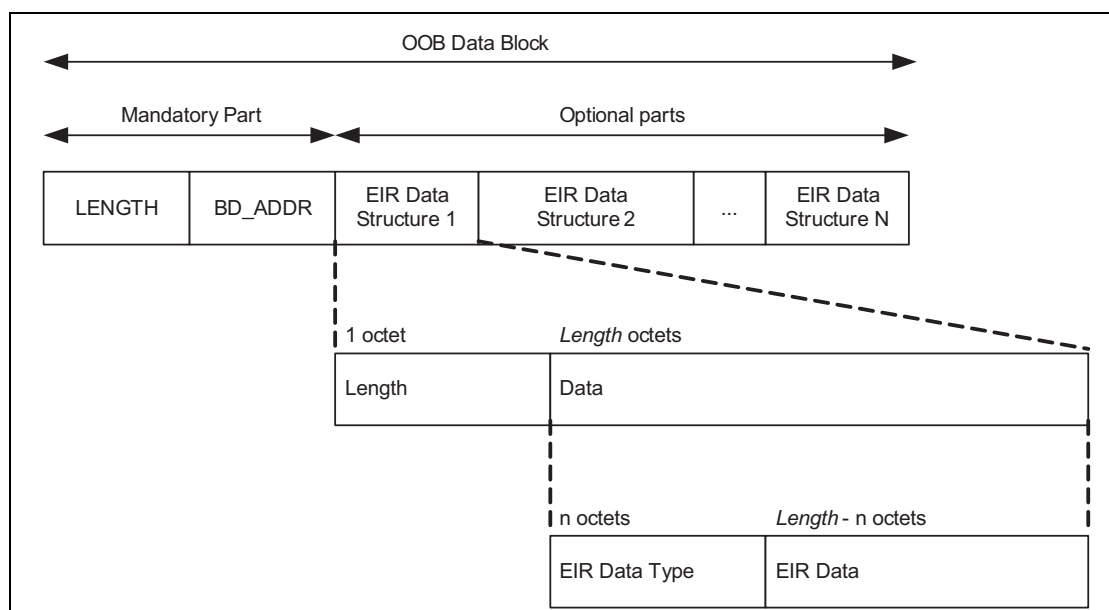 OOB Data Block
Mandatory Part
Optional parts
LENGTH
BD_ADDR
EIR Data
Structure 1
EIR Data
Structure 2
...
EIR Data
Structure N
1 octet
Length octets
Length
Data
n octets
Length - n octets
EIR Data Type
EIR Data